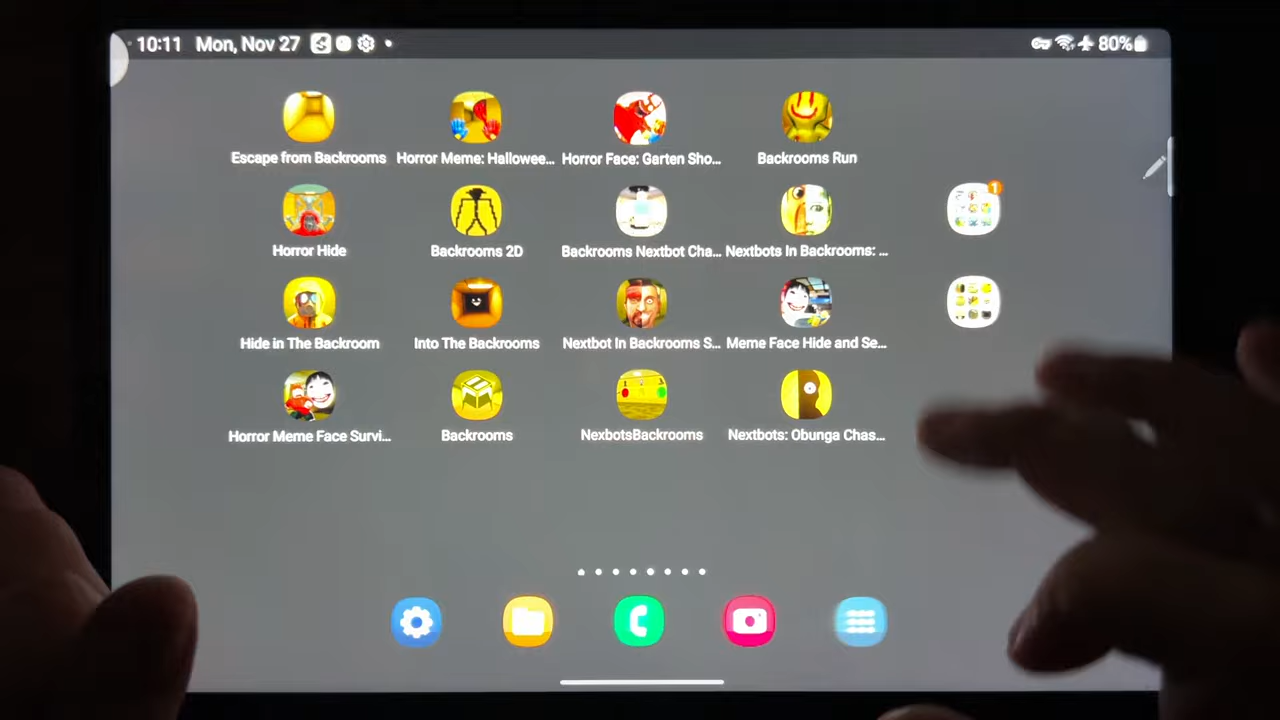 10:11 Mon, Nov 27 80%
Escape from Backrooms
Horror Meme: Hallowee...
Horror Face: Garten Sho...
Backrooms Run
Horror Hide
Backrooms 2D
Backrooms Nextbot Cha...
Nextbots In Backrooms: ...
1
Hide in The Backroom
Into The Backrooms
Nextbot In Backrooms S...
Meme Face Hide and Se...
Horror Meme Face Survi...
Backrooms
NexbotsBackrooms
Nextbots: Obunga Chas...